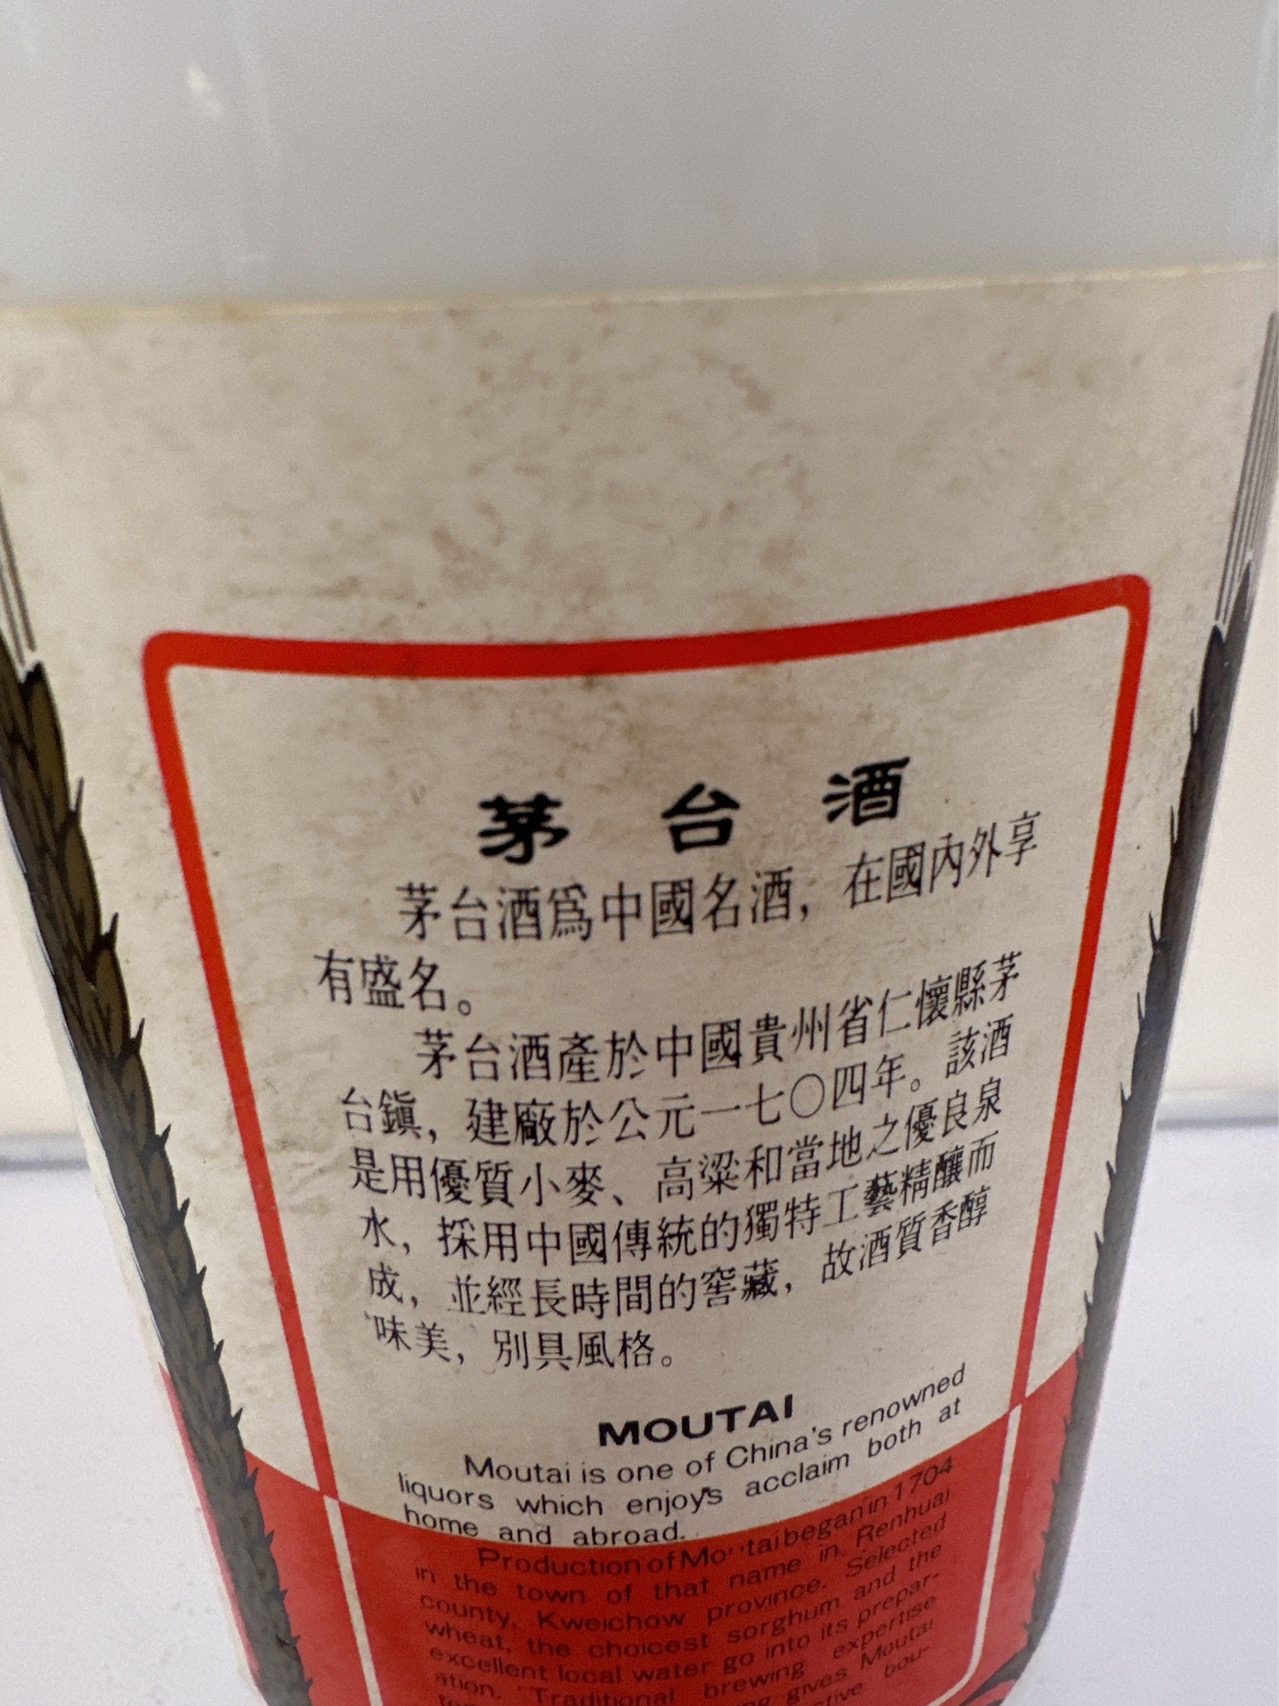 茅台酒
茅台酒爲中國名酒，在國內外享
有盛名。
茅台酒產於中國貴州省仁懷縣茅
台鎮，建廠於公元一七〇四年。該酒
是用優質小麥、高粱和當地之優良泉
水，採用中國傳統的獨特工藝精釀而
成，並經長時間的窖藏，故酒質香醇
味美，別具風格。
MOUTAI
Moutai is one of China's renowned
liquors which enjoys acclaim both at
home and abroad.
Production of Moutai began in 1704
in the town of that name in Renhuai
county, Kweichow province. Selected
wheat, the choicest sorghum and the
excellent local water go into its prepar-
ation. Traditional brewing expertise
gives Moutai
bou-